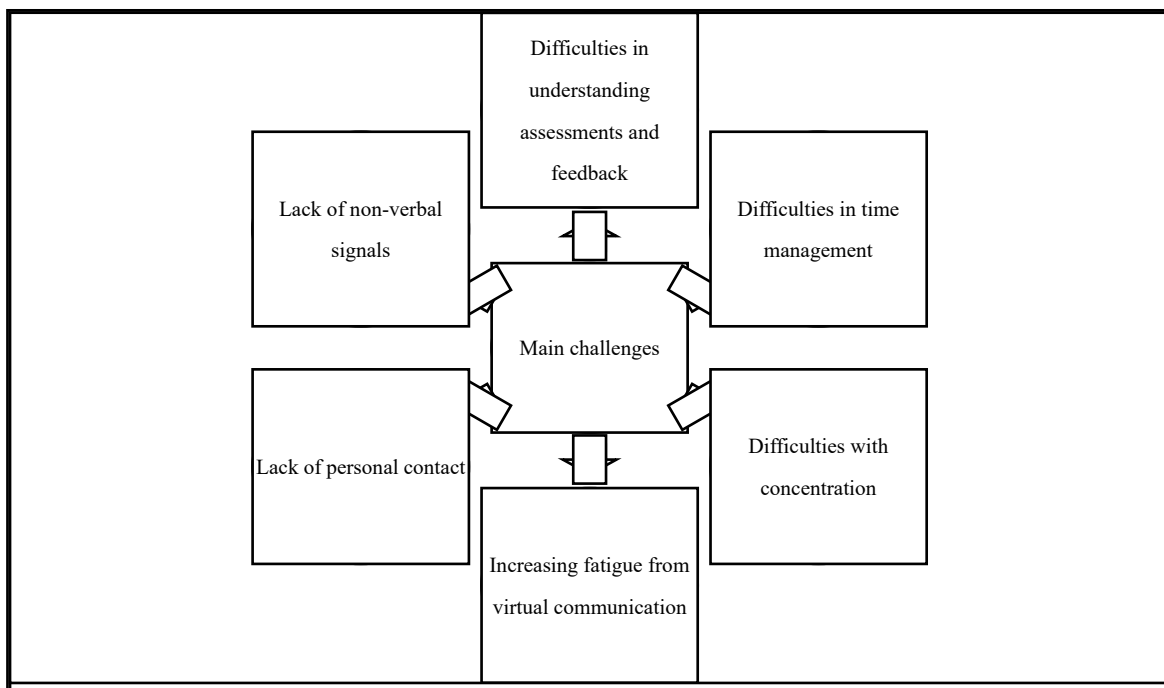 Difficulties in
understanding
assessments and
feedback
Lack of non-verbal
signals
Difficulties in time
management
Main challenges
Lack of personal contact
Difficulties with
concentration
Increasing fatigue from
virtual communication